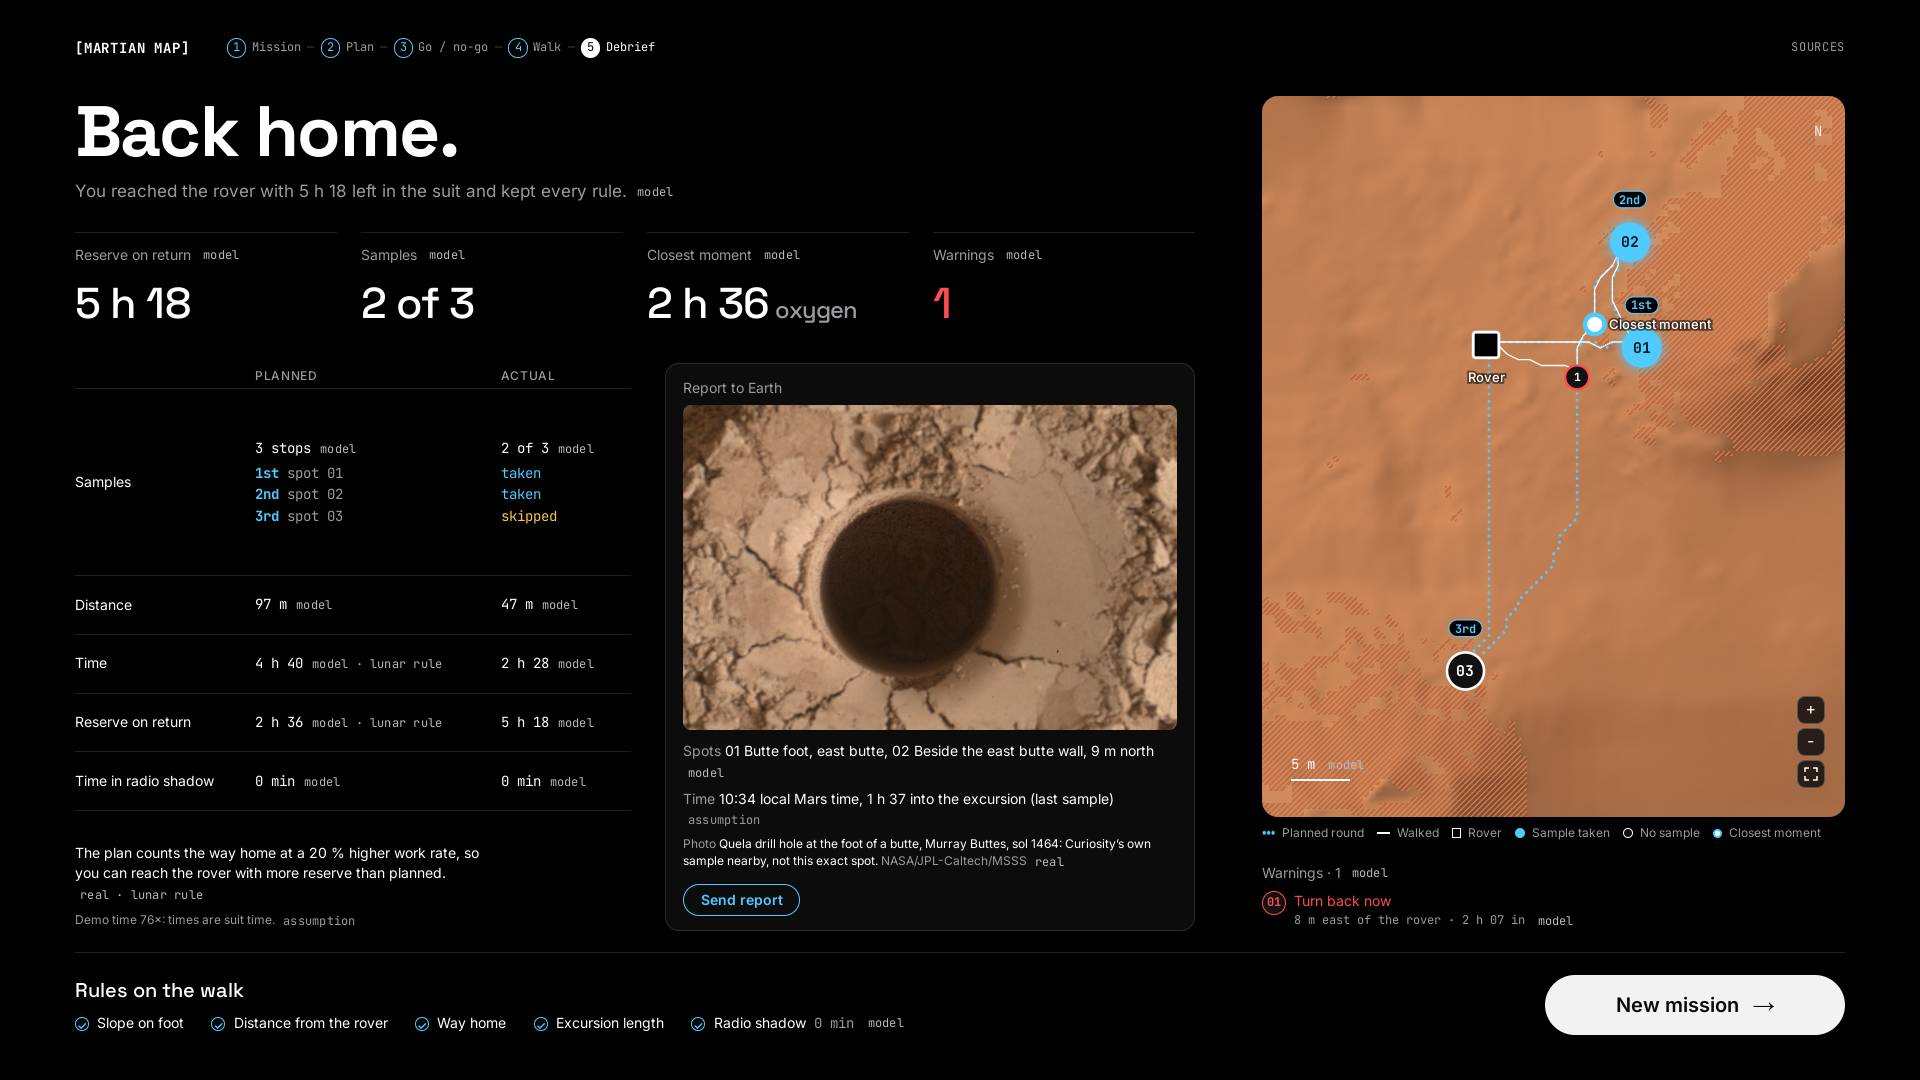 [MARTIAN MAP] 1 Mission — 2 Plan — 3 Go / no-go — 4 Walk — 5 Debrief SOURCES
Back home.
You reached the rover with 5 h 18 left in the suit and kept every rule. model
Reserve on return model
5 h 18
Samples model
2 of 3
Closest moment model
2 h 36 oxygen
Warnings model
1
PLANNED ACTUAL
Samples
3 stops model 2 of 3 model
1st spot 01 taken
2nd spot 02 taken
3rd spot 03 skipped
Distance 97 m model 47 m model
Time 4 h 40 model · lunar rule 2 h 28 model
Reserve on return 2 h 36 model · lunar rule 5 h 18 model
Time in radio shadow 0 min model 0 min model
The plan counts the way home at a 20 % higher work rate, so
you can reach the rover with more reserve than planned.
real · lunar rule
Demo time 76×: times are suit time. assumption
Report to Earth
Spots 01 Butte foot, east butte, 02 Beside the east butte wall, 9 m north
model
Time 10:34 local Mars time, 1 h 37 into the excursion (last sample)
assumption
Photo Quela drill hole at the foot of a butte, Murray Buttes, sol 1464: Curiosity's own
sample nearby, not this exact spot. NASA/JPL-Caltech/MSSS real
Send report
N
2nd
02
1st
Closest moment
01
Rover
1
3rd
03
+
-
5 m model
Planned round Walked Rover Sample taken No sample Closest moment
Warnings · 1 model
01 Turn back now
8 m east of the rover · 2 h 07 in model
Rules on the walk
Slope on foot Distance from the rover Way home Excursion length Radio shadow 0 min model
New mission →